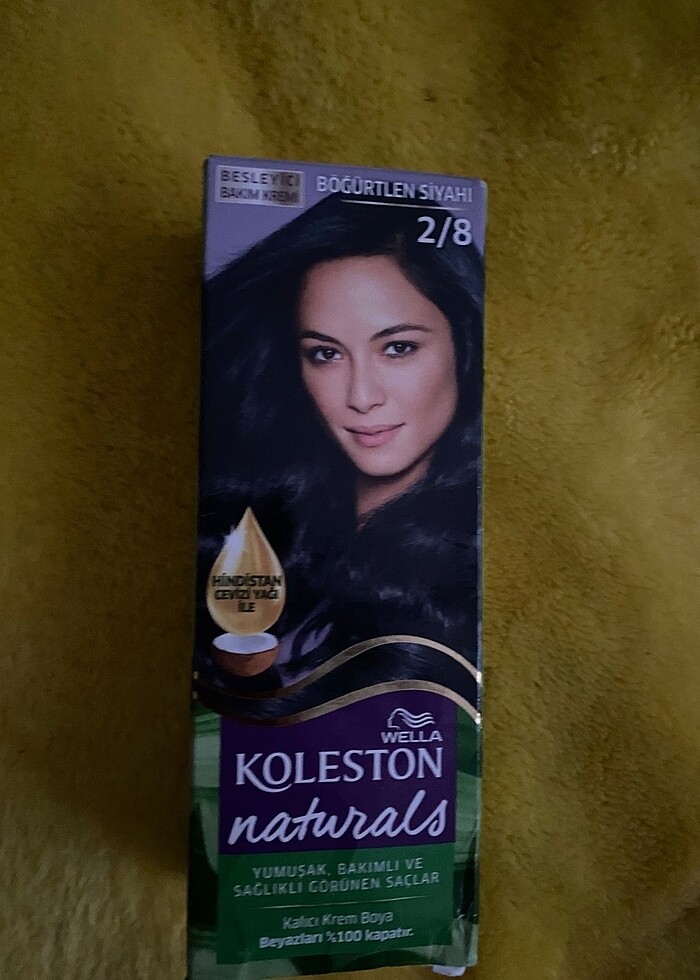 BESLEYİCİ
BAKIM KREMİ
BÖĞÜRTLEN SİYAHI
2/8
HİNDİSTAN
CEVİZİ YAĞI
İLE
WELLA
KOLESTON
naturals
YUMUŞAK, BAKIMLI VE
SAĞLIKLI GÖRÜNEN SAÇLAR
Kalıcı Krem Boya
Beyazları %100 kapatır.